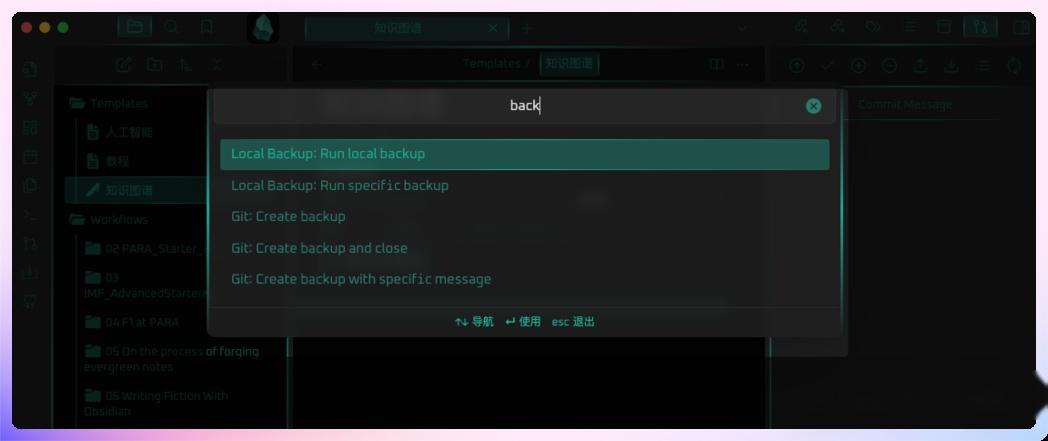 知识图谱
Templates / 知识图谱
Templates
Commit Message
back
人工智能
Local Backup: Run local backup
教程
Local Backup: Run specific backup
知识图谱
Git: Create backup
Workflows
Git: Create backup and close
02 PARA_Starter_
03
Git: Create backup with specific message
IMF_AdvancedStarter
04 Flat PARA
↑↓ 导航 ↵ 使用 esc 退出
05 On the process of forging
evergreen notes
06 Writing Fiction With
Obsidian